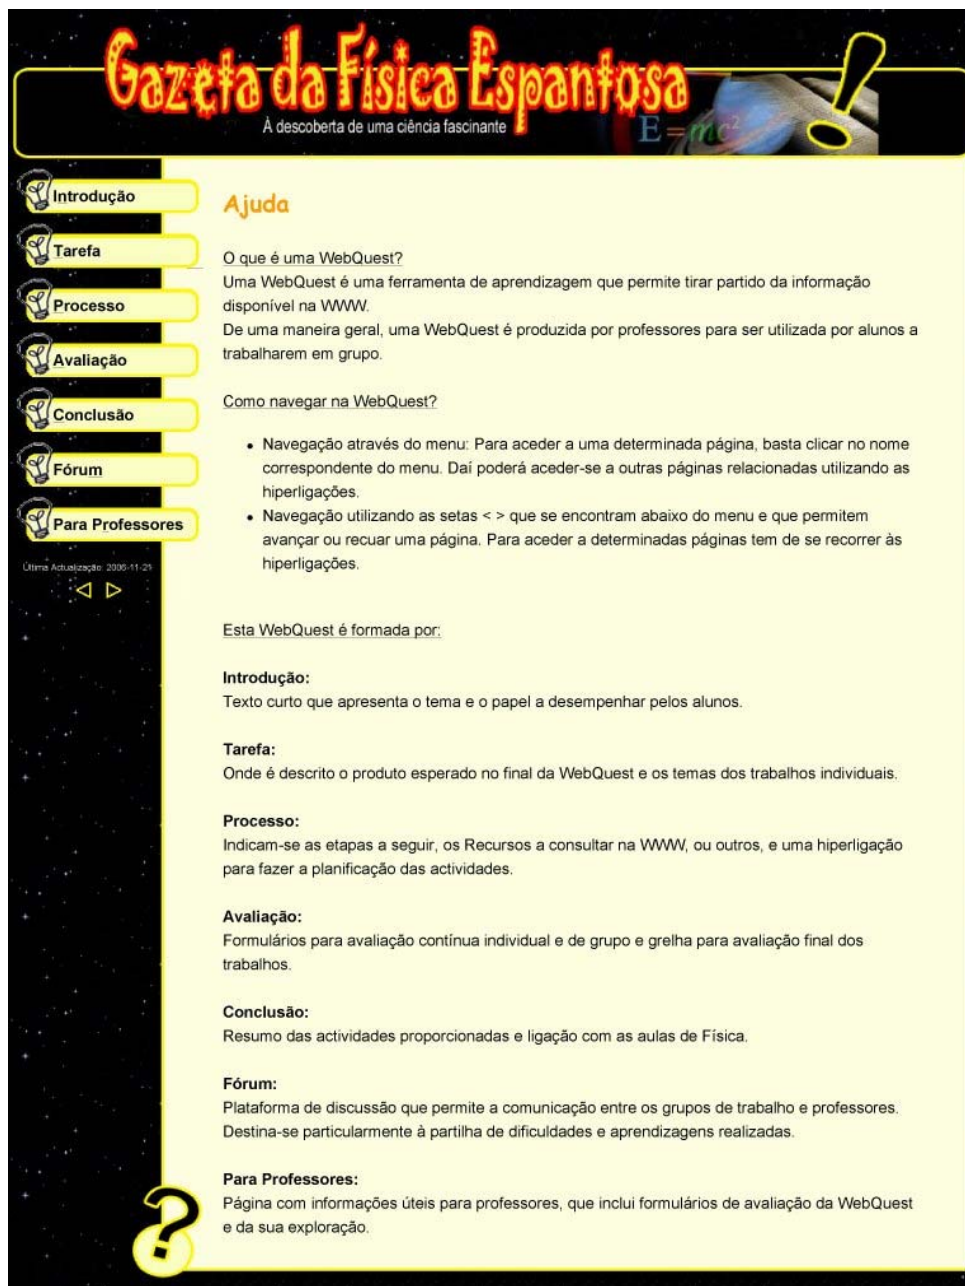 Gazeta da Física Espantosa !
À descoberta de uma ciência fascinante
E=mc²
Introdução
Tarefa
Processo
Avaliação
Conclusão
Fórum
Para Professores
Última Actualização: 2006-11-21
Ajuda
O que é uma WebQuest?
Uma WebQuest é uma ferramenta de aprendizagem que permite tirar partido da informação
disponível na WWW.
De uma maneira geral, uma WebQuest é produzida por professores para ser utilizada por alunos a
trabalharem em grupo.
Como navegar na WebQuest?
• Navegação através do menu: Para aceder a uma determinada página, basta clicar no nome
correspondente do menu. Daí poderá aceder-se a outras páginas relacionadas utilizando as
hiperligações.
• Navegação utilizando as setas < > que se encontram abaixo do menu e que permitem
avançar ou recuar uma página. Para aceder a determinadas páginas tem de se recorrer às
hiperligações.
Esta WebQuest é formada por:
Introdução:
Texto curto que apresenta o tema e o papel a desempenhar pelos alunos.
Tarefa:
Onde é descrito o produto esperado no final da WebQuest e os temas dos trabalhos individuais.
Processo:
Indicam-se as etapas a seguir, os Recursos a consultar na WWW, ou outros, e uma hiperligação
para fazer a planificação das actividades.
Avaliação:
Formulários para avaliação contínua individual e de grupo e grelha para avaliação final dos
trabalhos.
Conclusão:
Resumo das actividades proporcionadas e ligação com as aulas de Física.
Fórum:
Plataforma de discussão que permite a comunicação entre os grupos de trabalho e professores.
Destina-se particularmente à partilha de dificuldades e aprendizagens realizadas.
Para Professores:
Página com informações úteis para professores, que inclui formulários de avaliação da WebQuest
e da sua exploração.
?